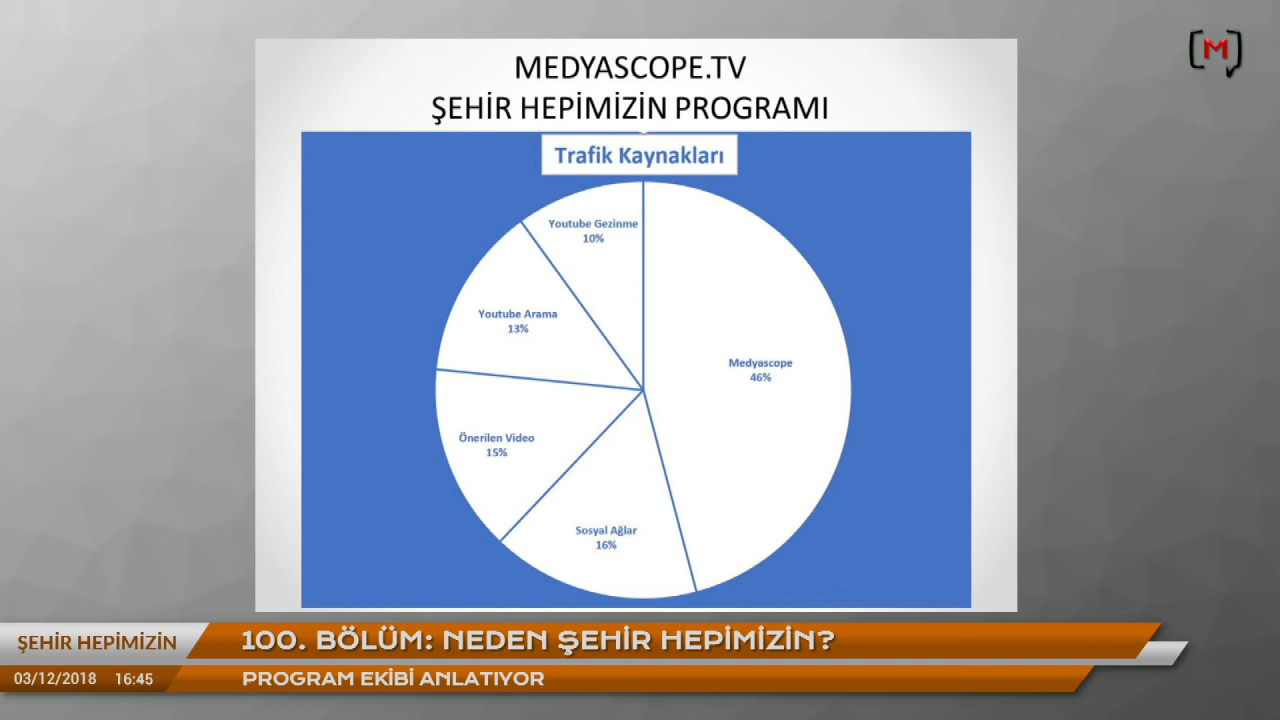 M
MEDYASCOPE.TV
ŞEHİR HEPİMİZİN PROGRAMI
Trafik Kaynakları
Youtube Gezinme
10%
Youtube Arama
13%
Medyascope
46%
Önerilen Video
15%
Sosyal Ağlar
16%
ŞEHİR HEPİMİZİN
100. BÖLÜM: NEDEN ŞEHİR HEPİMİZİN?
03/12/2018 16:45
PROGRAM EKİBİ ANLATIYOR